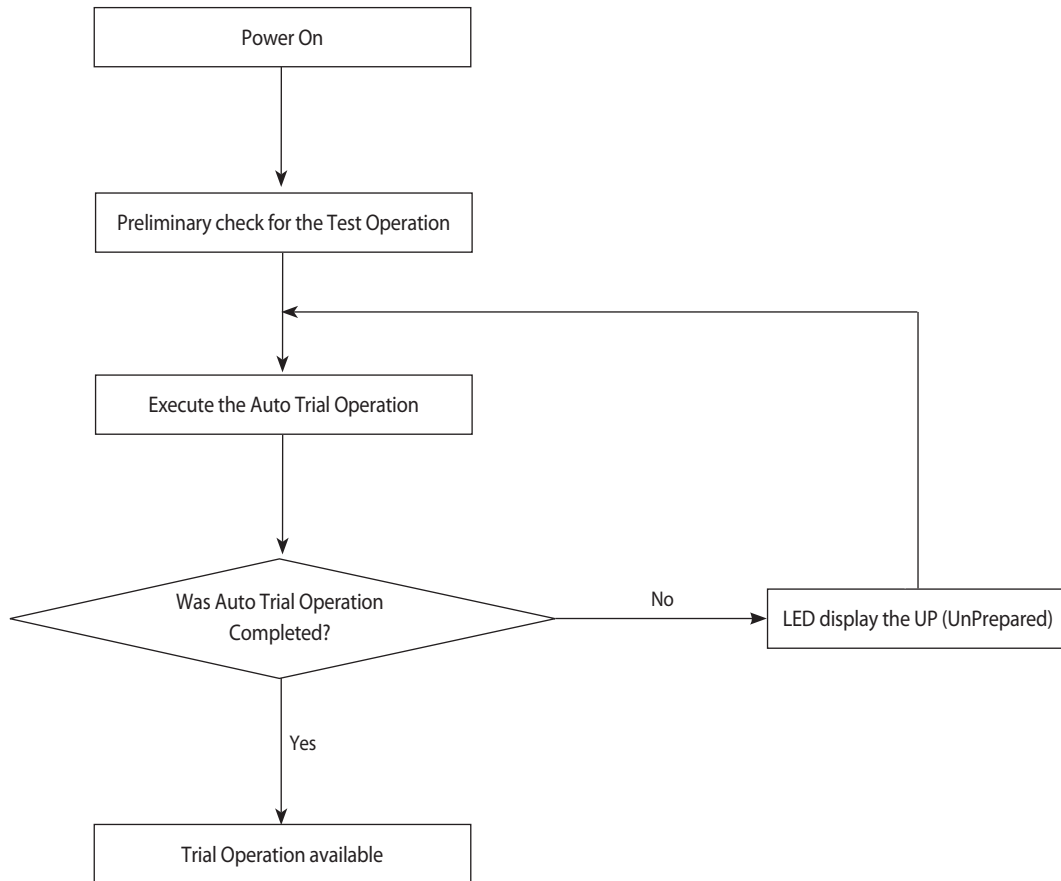 Power On
Preliminary check for the Test Operation
Execute the Auto Trial Operation
Was Auto Trial Operation
Completed?
No
LED display the UP (UnPrepared)
Yes
Trial Operation available